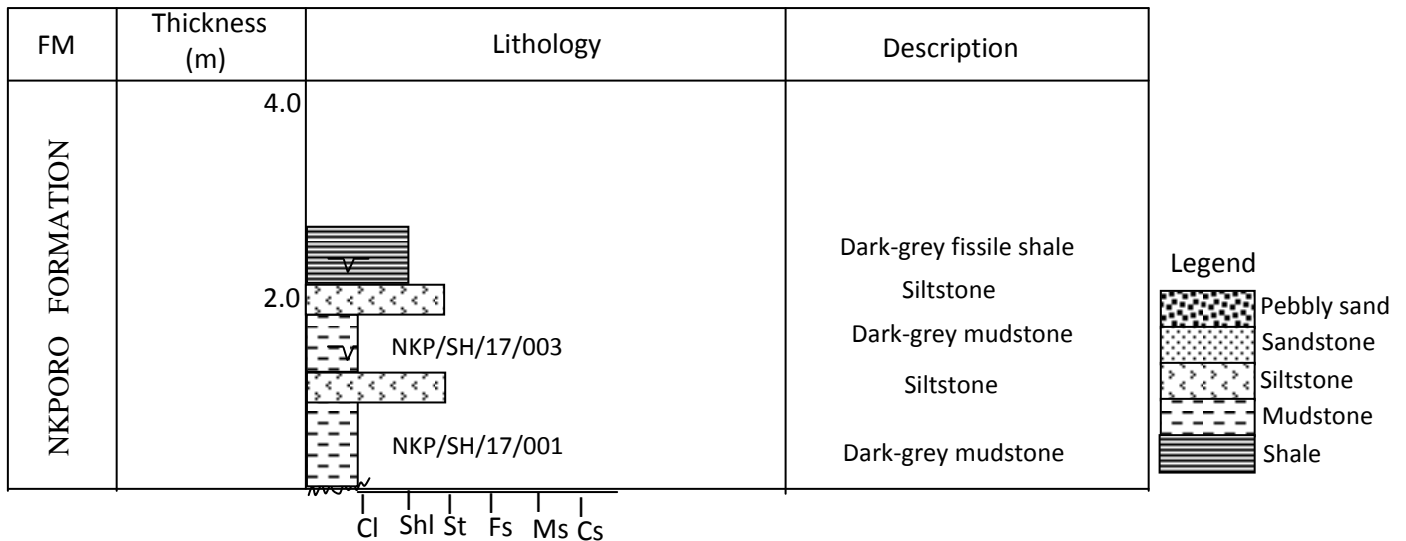 FM
Thickness
(m)
Lithology
Description
4.0
2.0
NKPORO FORMATION
Dark-grey fissile shale
Siltstone
Dark-grey mudstone
NKP/SH/17/003
Siltstone
NKP/SH/17/001
Dark-grey mudstone
Cl Shl St Fs Ms Cs
Legend
Pebbly sand
Sandstone
Siltstone
Mudstone
Shale